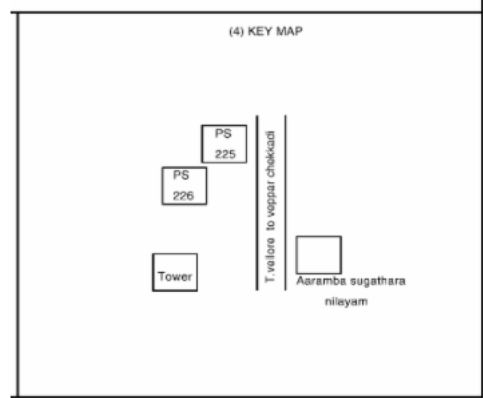 (4) KEY MAP
PS
225
PS
226
T.vellore to veppar chekkadi
Tower
Aaramba sugathara
nilayam